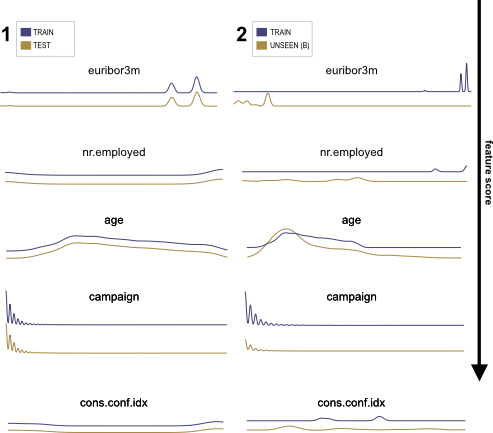 1
TRAIN
TEST
euribor3m
nr.employed
age
campaign
cons.conf.idx
2
TRAIN
UNSEEN (B)
euribor3m
nr.employed
age
campaign
cons.conf.idx
feature score